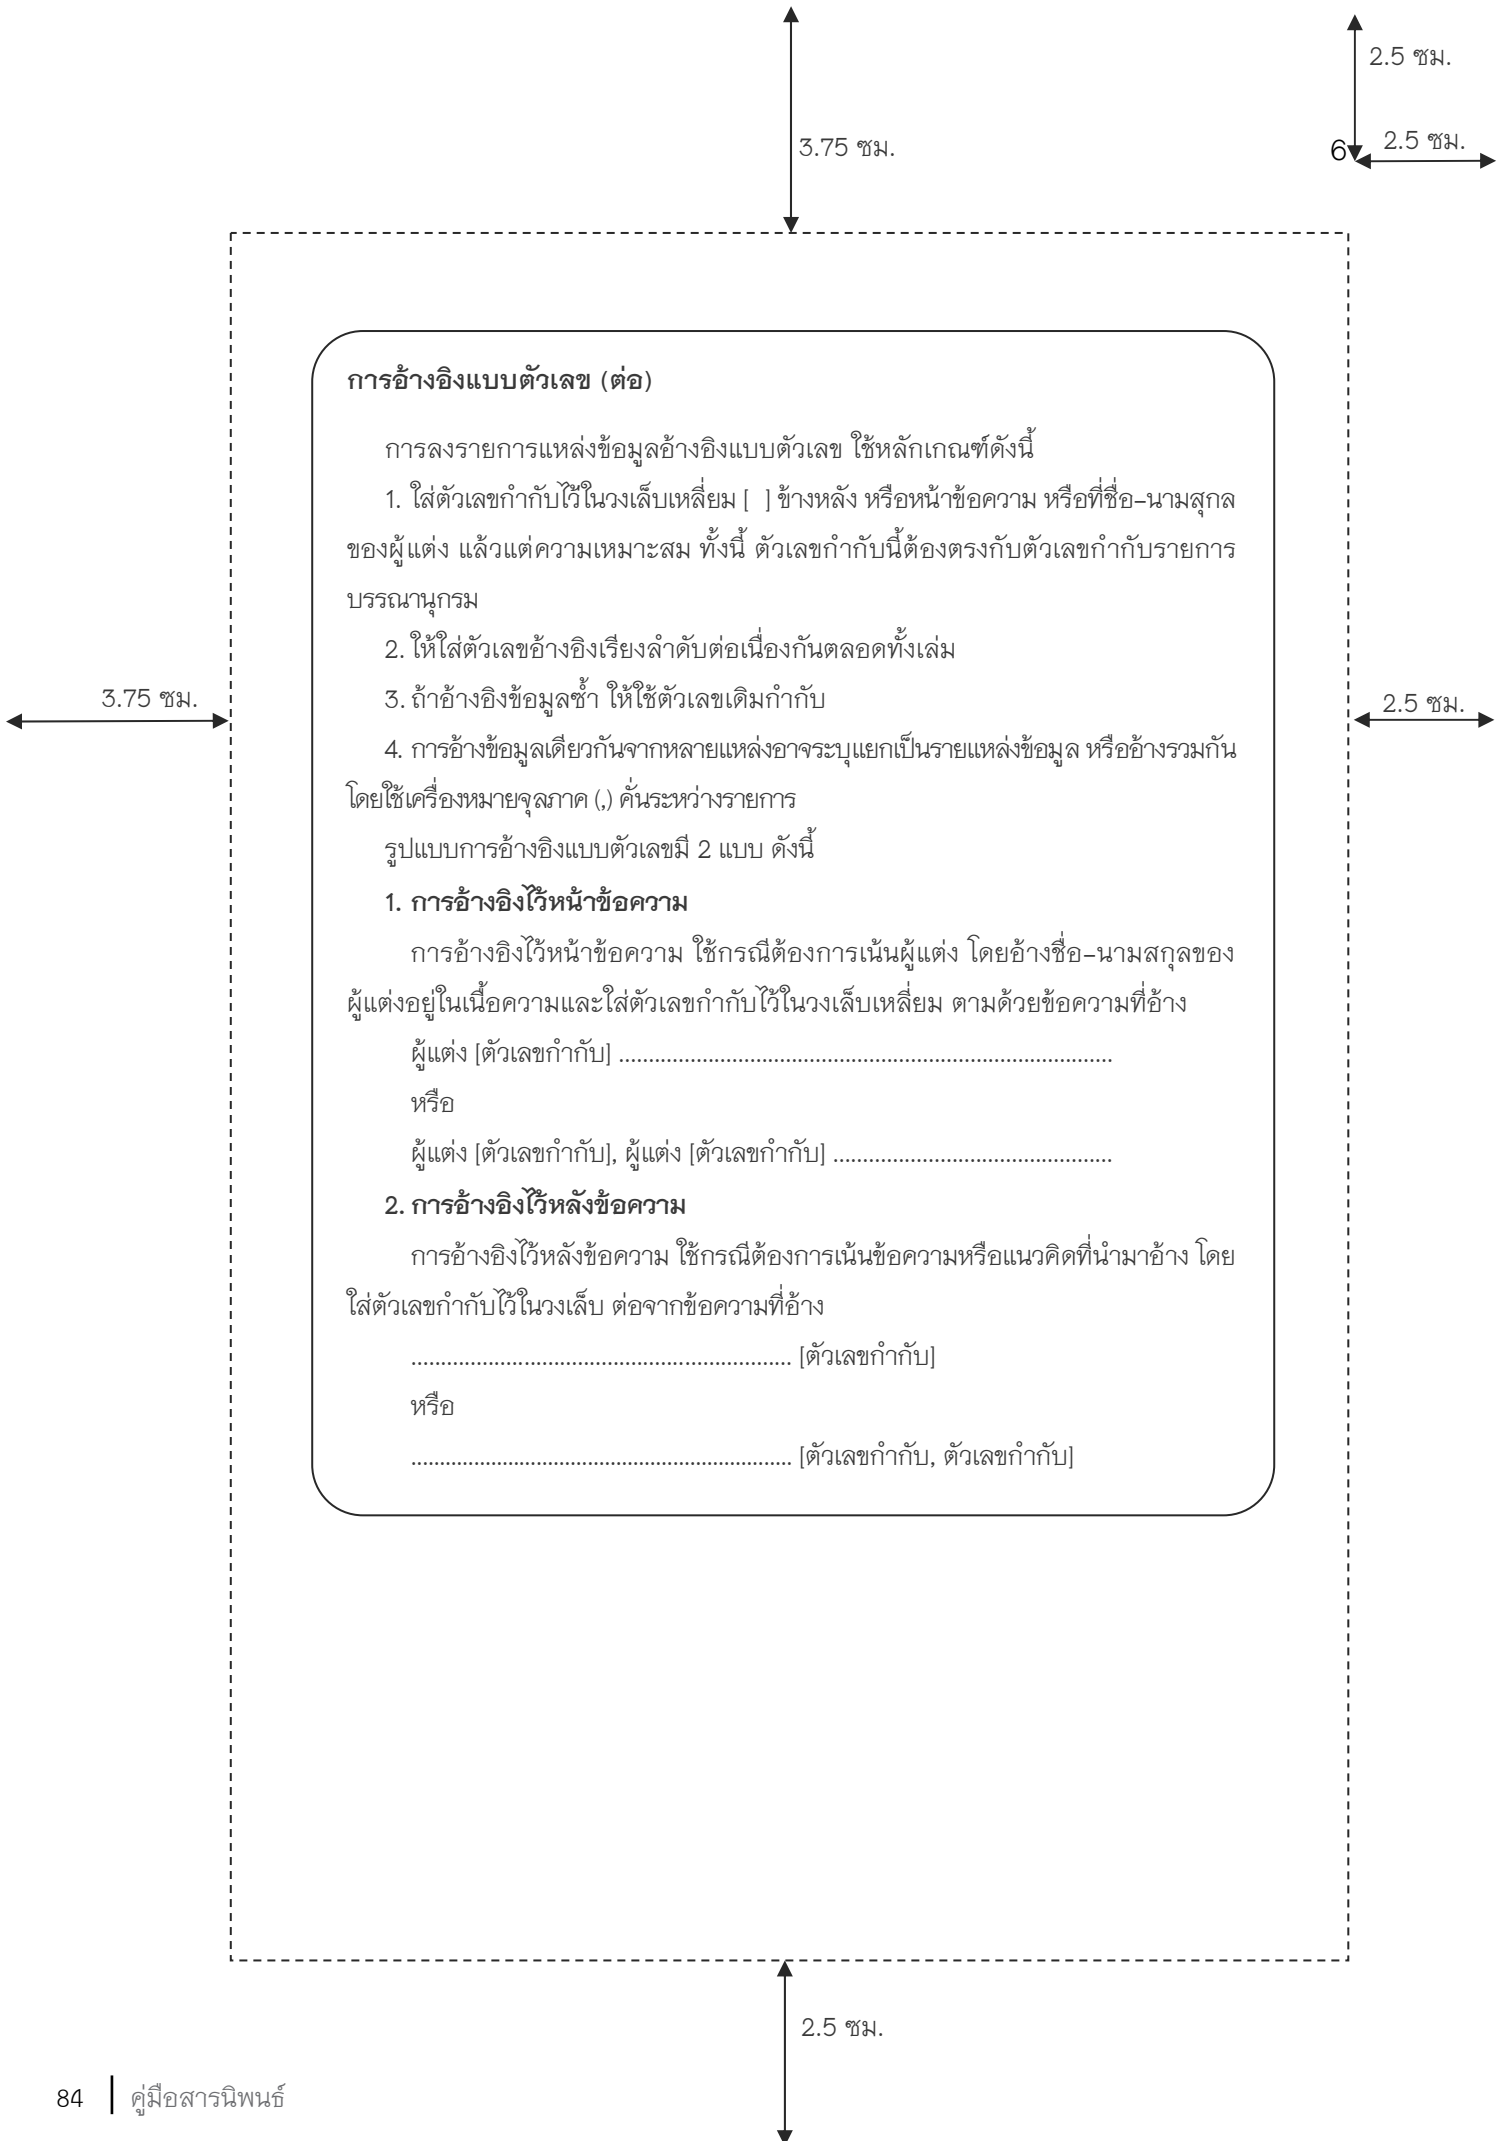 2.5 ซม.
3.75 ซม.
6
2.5 ซม.
การอ้างอิงแบบตัวเลข (ต่อ)
การลงรายการแหล่งข้อมูลอ้างอิงแบบตัวเลข ใช้หลักเกณฑ์ดังนี้
1. ใส่ตัวเลขกำกับไว้ในวงเล็บเหลี่ยม [ ] ข้างหลัง หรือหน้าข้อความ หรือที่ชื่อ-นามสุกล
ของผู้แต่ง แล้วแต่ความเหมาะสม ทั้งนี้ ตัวเลขกำกับนี้ต้องตรงกับตัวเลขกำกับรายการ
บรรณานุกรม
2. ให้ใส่ตัวเลขอ้างอิงเรียงลำดับต่อเนื่องกันตลอดทั้งเล่ม
3. ถ้าอ้างอิงข้อมูลซ้ำ ให้ใช้ตัวเลขเดิมกำกับ
4. การอ้างข้อมูลเดียวกันจากหลายแหล่งอาจระบุแยกเป็นรายแหล่งข้อมูล หรืออ้างรวมกัน
โดยใช้เครื่องหมายจุลภาค (,) คั่นระหว่างรายการ
รูปแบบการอ้างอิงแบบตัวเลขมี 2 แบบ ดังนี้
1. การอ้างอิงไว้หน้าข้อความ
การอ้างอิงไว้หน้าข้อความ ใช้กรณีต้องการเน้นผู้แต่ง โดยอ้างชื่อ-นามสกุลของ
ผู้แต่งอยู่ในเนื้อความและใส่ตัวเลขกำกับไว้ในวงเล็บเหลี่ยม ตามด้วยข้อความที่อ้าง
ผู้แต่ง [ตัวเลขกำกับ] ...................................................................................
หรือ
ผู้แต่ง [ตัวเลขกำกับ], ผู้แต่ง [ตัวเลขกำกับ] ...............................................
2. การอ้างอิงไว้หลังข้อความ
การอ้างอิงไว้หลังข้อความ ใช้กรณีต้องการเน้นข้อความหรือแนวคิดที่นำมาอ้าง โดย
ใส่ตัวเลขกำกับไว้ในวงเล็บ ต่อจากข้อความที่อ้าง
................................................................ [ตัวเลขกำกับ]
หรือ
................................................................ [ตัวเลขกำกับ, ตัวเลขกำกับ]
3.75 ซม.
2.5 ซม.
2.5 ซม.
84 | คู่มือสารนิพนธ์